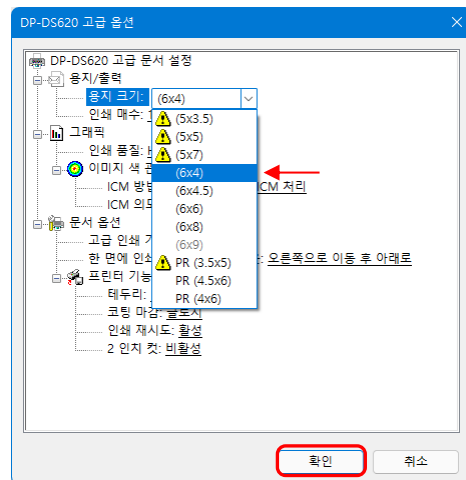 DP-DS620 고급 옵션
DP-DS620 고급 문서 설정
용지/출력
용지 크기: (6x4)
인쇄 매수:
(5x3.5)
(5x5)
그래픽
인쇄 품질:
(5x7)
이미지 색
(6x4)
ICM 방법
(6x4.5)
ICM 처리
ICM 의도
(6x6)
문서 옵션
(6x8)
고급 인쇄
(6x9)
한 면에
PR (3.5x5)
: 오른쪽으로 이동 후 아래로
프린터 기능
PR (4.5x6)
테두리:
PR (4x6)
코팅 마감: 글로시
인쇄 재시도: 활성
2 인치 컷: 비활성
확인
취소